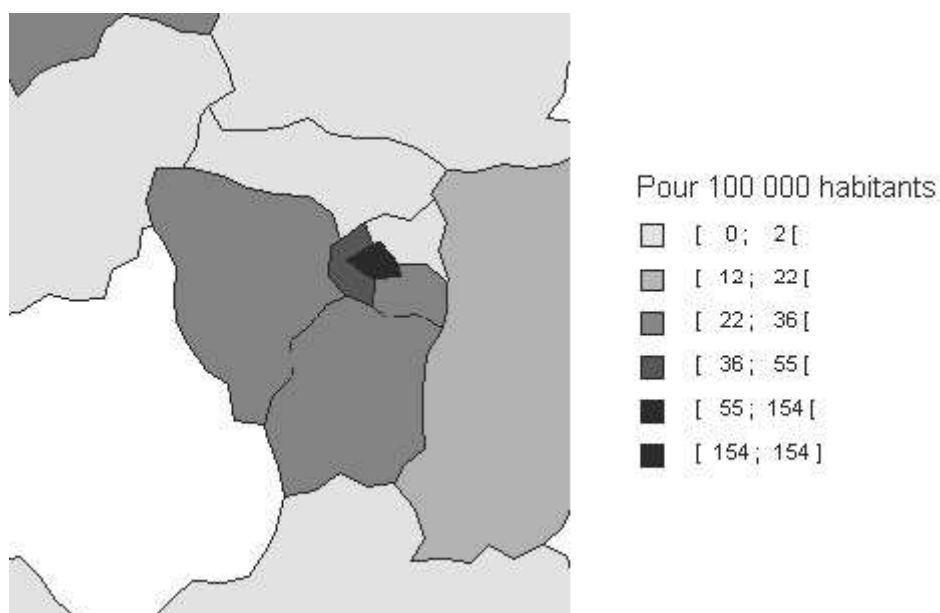 Pour 100 000 habitants
[ 0 ; 2 [
[ 12 ; 22 [
[ 22 ; 36 [
[ 36 ; 55 [
[ 55 ; 154 [
[ 154 ; 154 ]